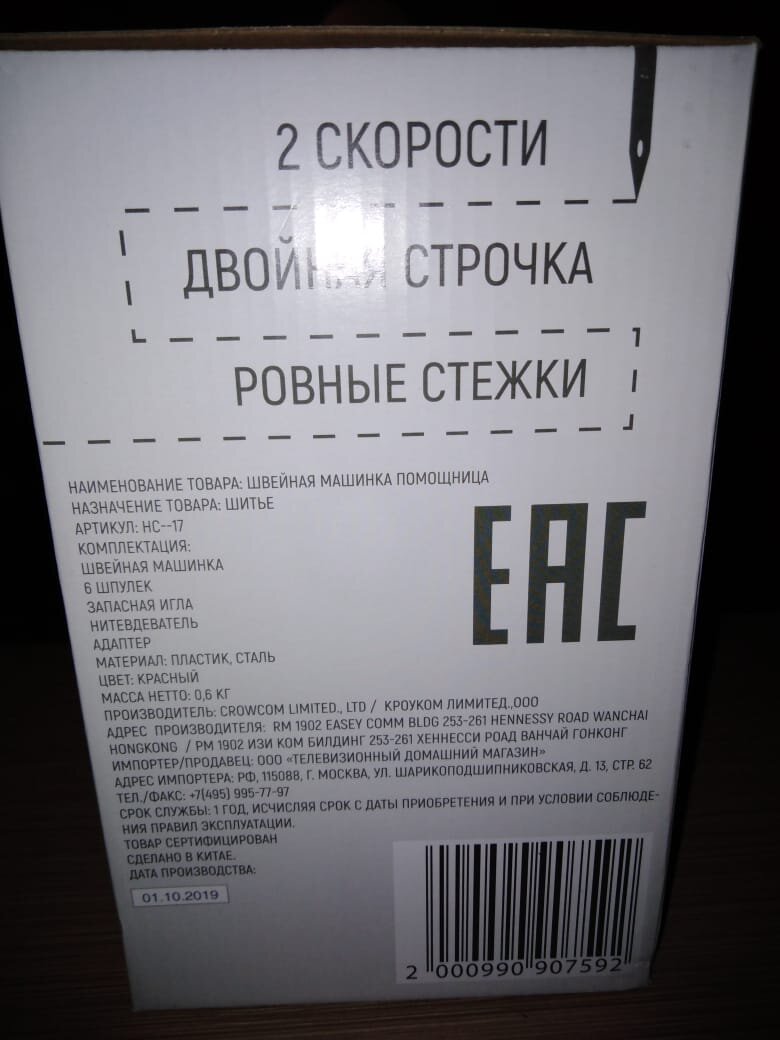 2 СКОРОСТИ
ДВОЙНАЯ СТРОЧКА
РОВНЫЕ СТЕЖКИ
НАИМЕНОВАНИЕ ТОВАРА: ШВЕЙНАЯ МАШИНКА ПОМОЩНИЦА
НАЗНАЧЕНИЕ ТОВАРА: ШИТЬЕ
АРТИКУЛ: НС--17
КОМПЛЕКТАЦИЯ:
ШВЕЙНАЯ МАШИНКА
6 ШПУЛЕК
ЗАПАСНАЯ ИГЛА
НИТЕВДЕВАТЕЛЬ
АДАПТЕР
МАТЕРИАЛ: ПЛАСТИК, СТАЛЬ
ЦВЕТ: КРАСНЫЙ
МАССА НЕТТО: 0,6 КГ
EAC
ПРОИЗВОДИТЕЛЬ: CROWCOM LIMITED., LTD / КРОУКОМ ЛИМИТЕД.,ООО
АДРЕС ПРОИЗВОДИТЕЛЯ: RM 1902 EASEY COMM BLDG 253-261 HENNESSY ROAD WANCHAI
HONGKONG / РМ 1902 ИЗИ КОМ БИЛДИНГ 253-261 ХЕННЕССИ РОАД ВАНЧАЙ ГОНКОНГ
ИМПОРТЕР/ПРОДАВЕЦ: ООО «ТЕЛЕВИЗИОННЫЙ ДОМАШНИЙ МАГАЗИН»
АДРЕС ИМПОРТЕРА: РФ, 115088, Г. МОСКВА, УЛ. ШАРИКОПОДШИПНИКОВСКАЯ, Д. 13, СТР. 62
ТЕЛ./ФАКС: +7(495) 995-77-97
СРОК СЛУЖБЫ: 1 ГОД, ИСЧИСЛЯЯ СРОК С ДАТЫ ПРИОБРЕТЕНИЯ И ПРИ УСЛОВИИ СОБЛЮДЕ-
НИЯ ПРАВИЛ ЭКСПЛУАТАЦИИ.
ТОВАР СЕРТИФИЦИРОВАН
СДЕЛАНО В КИТАЕ.
ДАТА ПРОИЗВОДСТВА:
01.10.2019
2 000990 907592